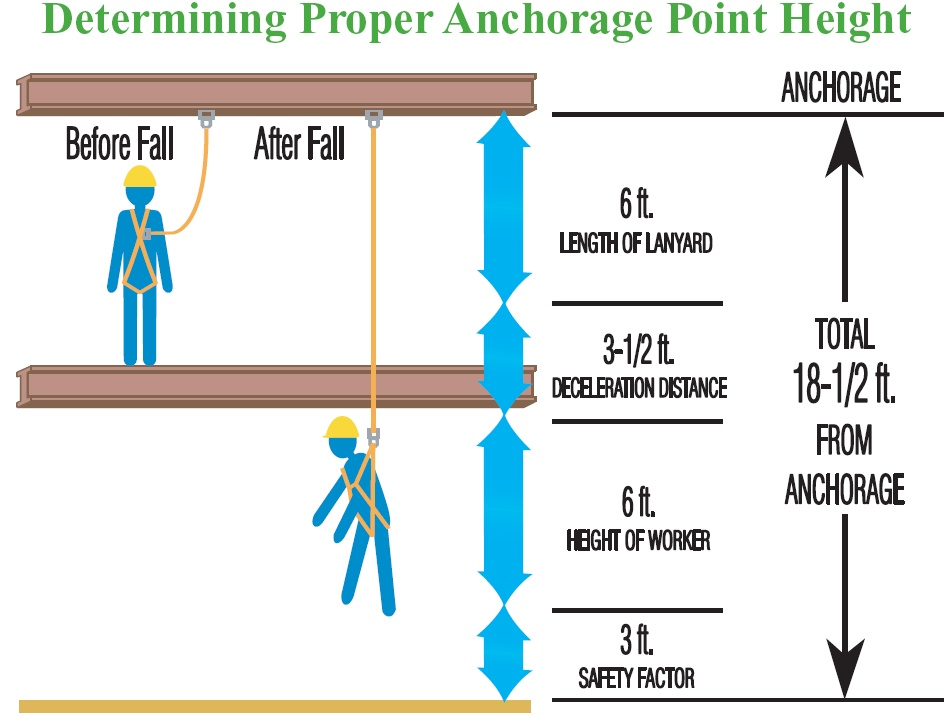 Determining Proper Anchorage Point Height
ANCHORAGE
Before Fall
After Fall
6 ft.
LENGTH OF LANYARD
3-1/2 ft.
DECELERATION DISTANCE
6 ft.
HEIGHT OF WORKER
3 ft.
SAFETY FACTOR
TOTAL
18-1/2 ft.
FROM
ANCHORAGE